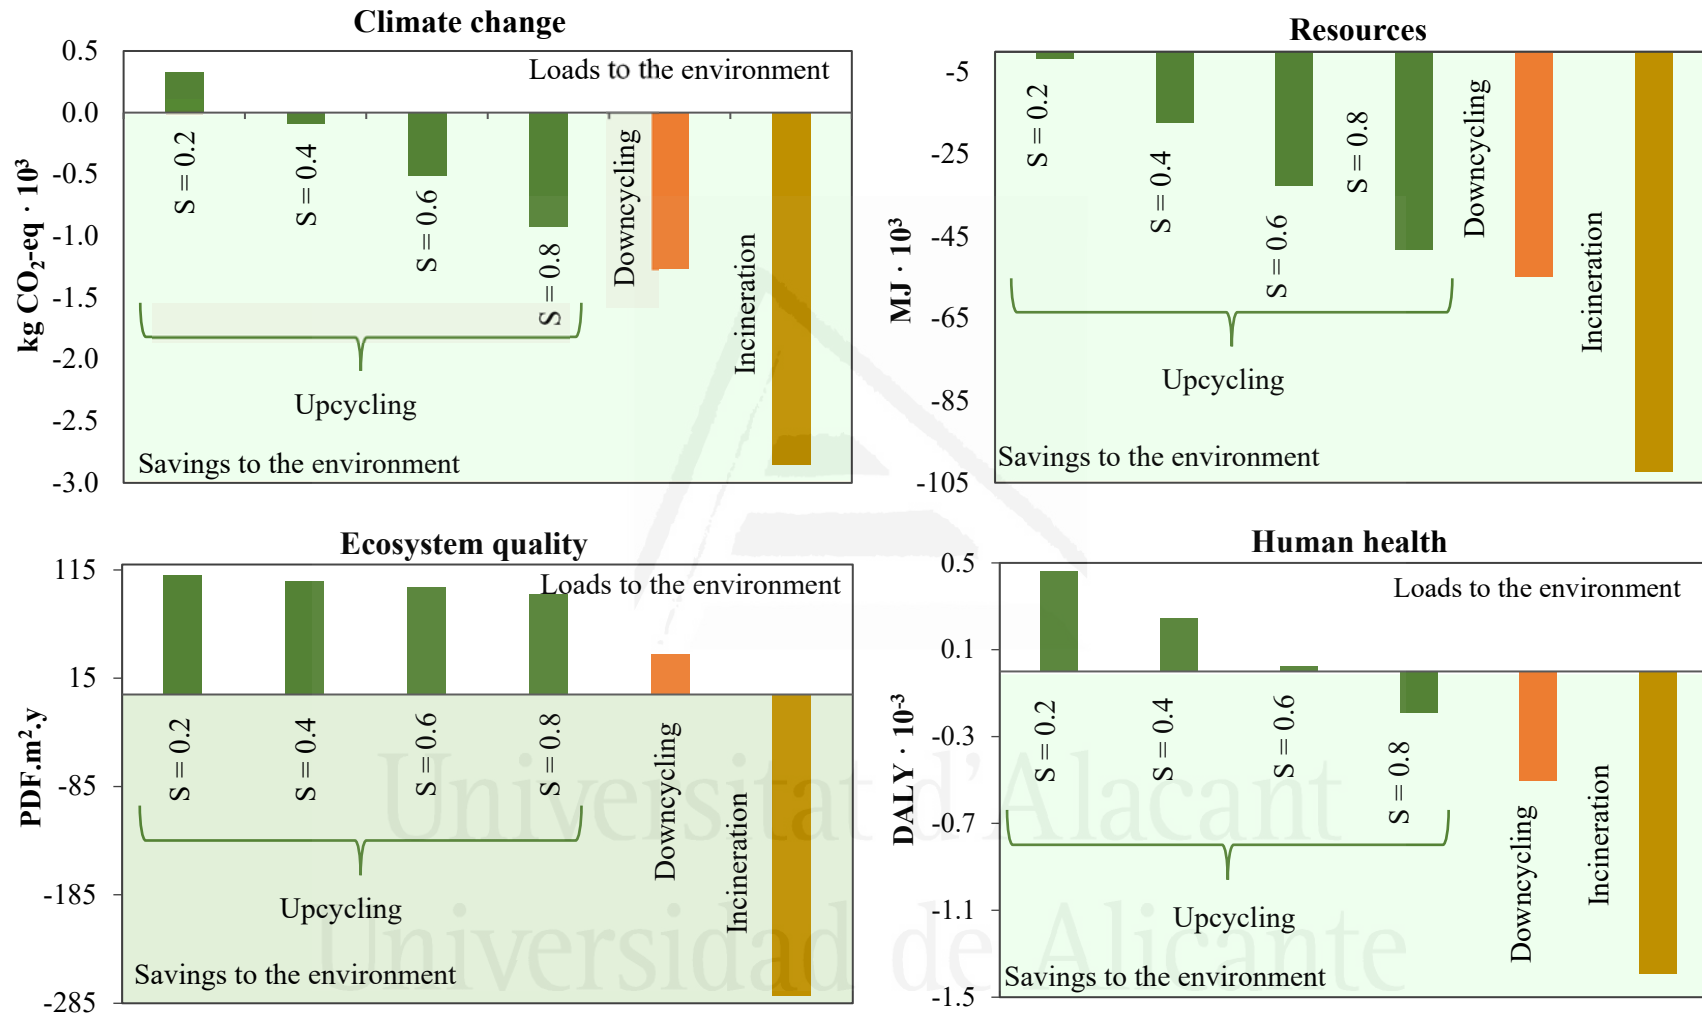 Climate change
0.5
0.0
-0.5
-1.0
-1.5
-2.0
-2.5
-3.0
kg CO₂-eq · 10³
Loads to the environment
S = 0.2
S = 0.4
S = 0.6
S = 0.8
Downcycling
Incineration
Upcycling
Savings to the environment
Resources
-5
-25
-45
-65
-85
-105
MJ · 10³
S = 0.2
S = 0.4
S = 0.6
S = 0.8
Downcycling
Incineration
Upcycling
Savings to the environment
Ecosystem quality
115
15
-85
-185
-285
PDF.m².y
Loads to the environment
S = 0.2
S = 0.4
S = 0.6
S = 0.8
Downcycling
Incineration
Upcycling
Savings to the environment
Human health
0.5
0.1
-0.3
-0.7
-1.1
-1.5
DALY · 10⁻³
Loads to the environment
S = 0.2
S = 0.4
S = 0.6
S = 0.8
Downcycling
Incineration
Upcycling
Savings to the environment
Universitat d'Alacant
Universidad de Alicante